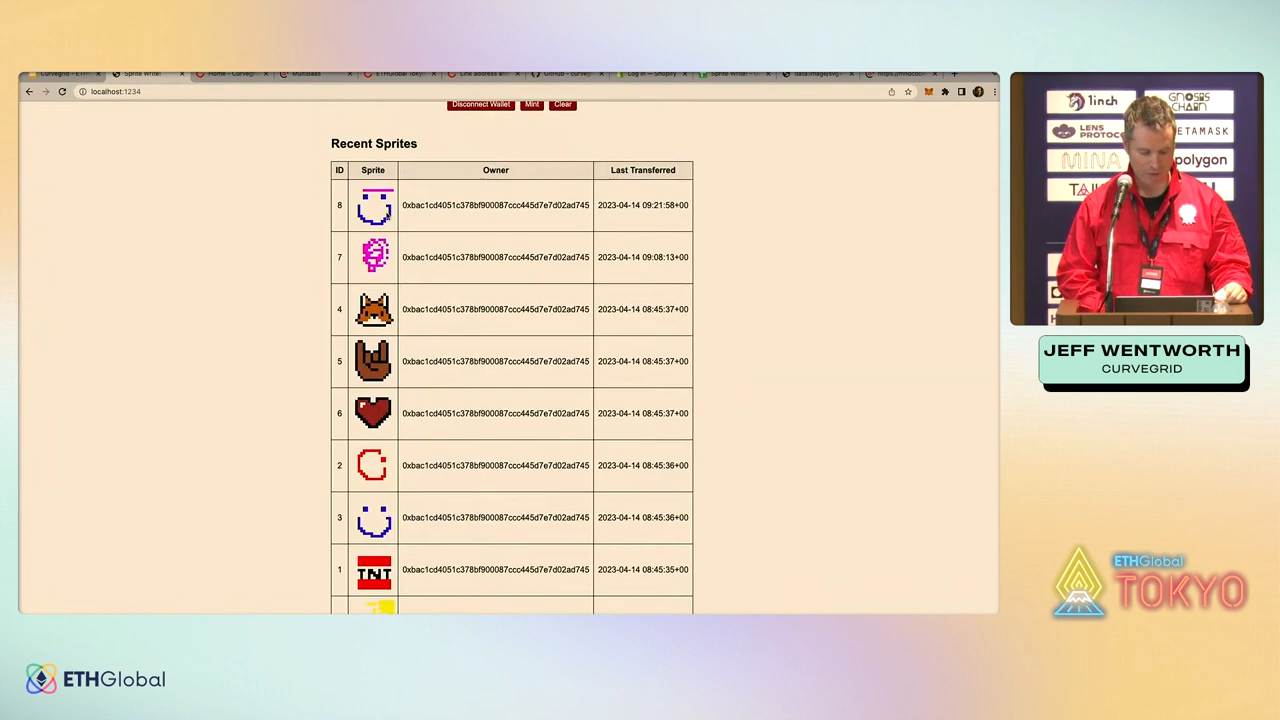 Sprite Write!
localhost:1234
Disconnect Wallet
Mint
Clear
Recent Sprites
ID Sprite Owner Last Transferred
8 0xbac1cd4051c378bf900087ccc445d7e7d02ad745 2023-04-14 09:21:58+00
7 0xbac1cd4051c378bf900087ccc445d7e7d02ad745 2023-04-14 09:08:13+00
4 0xbac1cd4051c378bf900087ccc445d7e7d02ad745 2023-04-14 08:45:37+00
5 0xbac1cd4051c378bf900087ccc445d7e7d02ad745 2023-04-14 08:45:37+00
6 0xbac1cd4051c378bf900087ccc445d7e7d02ad745 2023-04-14 08:45:37+00
2 0xbac1cd4051c378bf900087ccc445d7e7d02ad745 2023-04-14 08:45:36+00
3 0xbac1cd4051c378bf900087ccc445d7e7d02ad745 2023-04-14 08:45:36+00
1 TNT 0xbac1cd4051c378bf900087ccc445d7e7d02ad745 2023-04-14 08:45:35+00
1inch
GNOSIS
CHAIN
LENS
PROTOC
ETAMASK
MINA
polygon
JEFF WENTWORTH
CURVEGRID
ETHGlobal
TOKYO
ETHGlobal